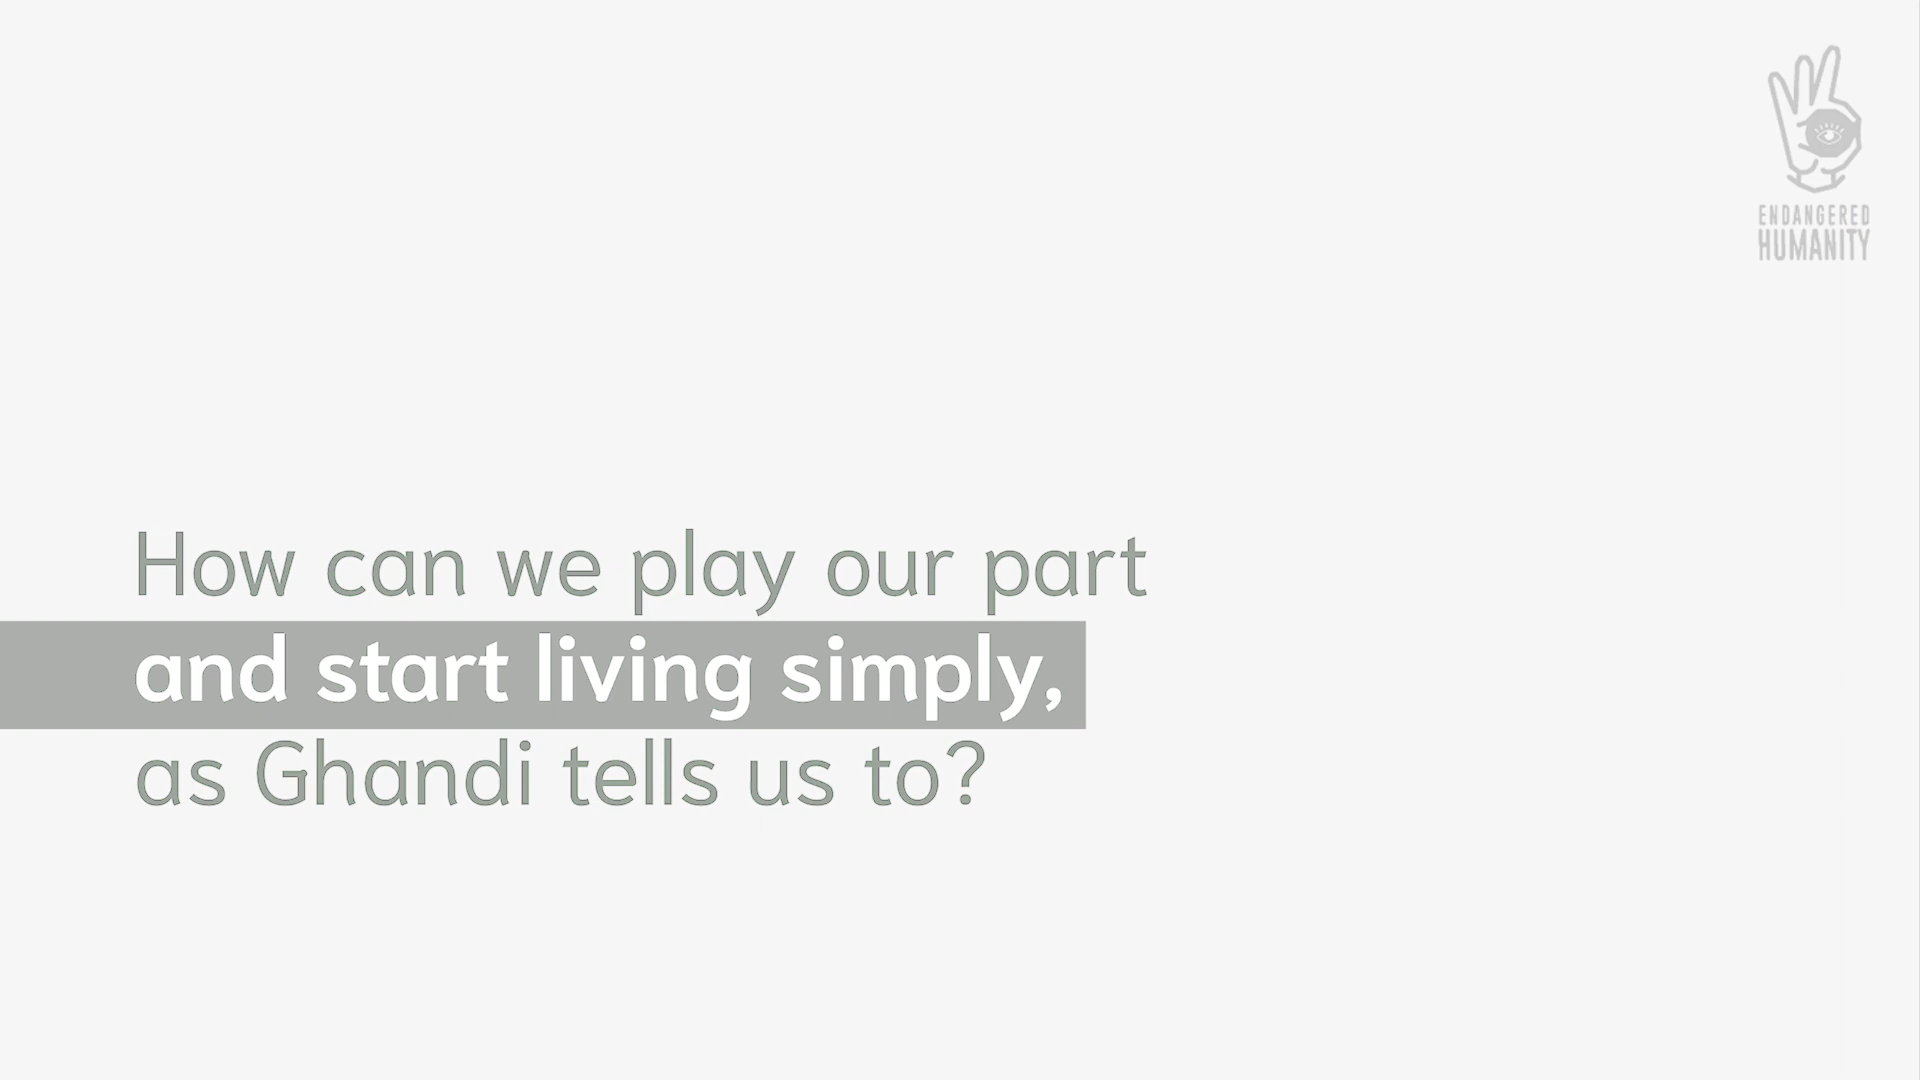 ENDANGERED
HUMANITY
How can we play our part
and start living simply,
as Ghandi tells us to?